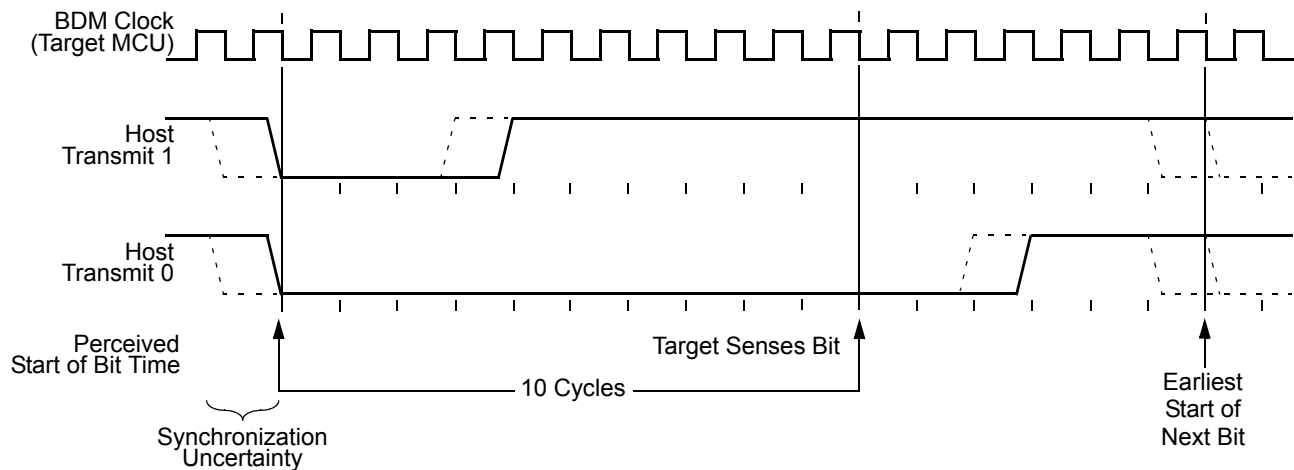 BDM Clock
(Target MCU)
Host
Transmit 1
Host
Transmit 0
Perceived
Start of Bit Time
Target Senses Bit
10 Cycles
Earliest
Start of
Next Bit
Synchronization
Uncertainty